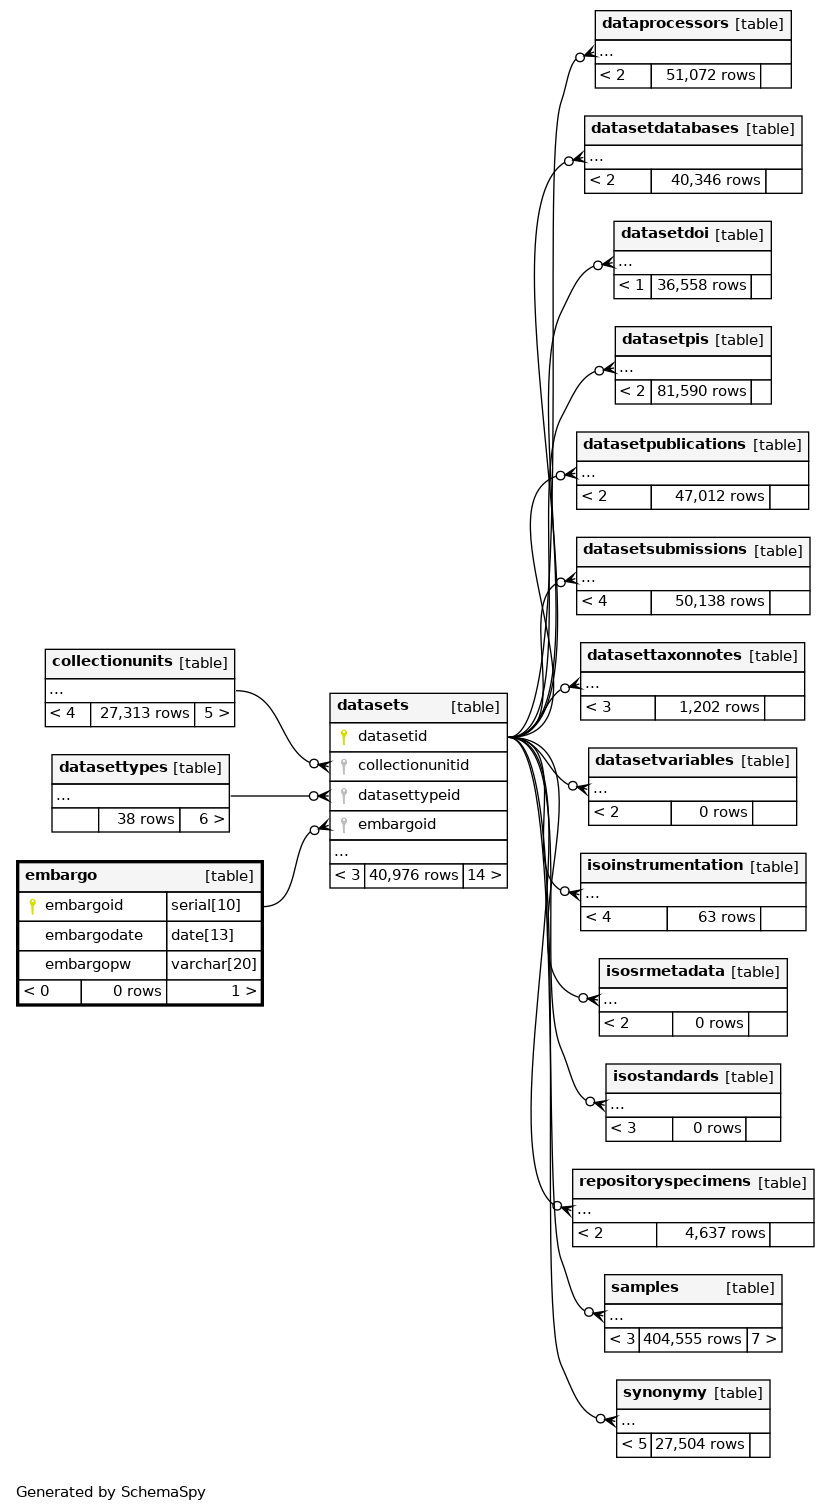 dataprocessors [table]
...
< 2 51,072 rows
datasetdatabases [table]
...
< 2 40,346 rows
datasetdoi [table]
...
< 1 36,558 rows
datasetpis [table]
...
< 2 81,590 rows
datasetpublications [table]
...
< 2 47,012 rows
datasetsubmissions [table]
...
< 4 50,138 rows
datasettaxonnotes [table]
...
< 3 1,202 rows
datasetvariables [table]
...
< 2 0 rows
isoinstrumentation [table]
...
< 4 63 rows
isosrmetadata [table]
...
< 2 0 rows
isostandards [table]
...
< 3 0 rows
repositoryspecimens [table]
...
< 2 4,637 rows
samples [table]
...
< 3 404,555 rows 7 >
synonymy [table]
...
< 5 27,504 rows
collectionunits [table]
...
< 4 27,313 rows 5 >
datasettypes [table]
...
38 rows 6 >
embargo [table]
embargoid serial[10]
embargodate date[13]
embargopw varchar[20]
< 0 0 rows 1 >
datasets [table]
datasetid
collectionunitid
datasettypeid
embargoid
...
< 3 40,976 rows 14 >
Generated by SchemaSpy